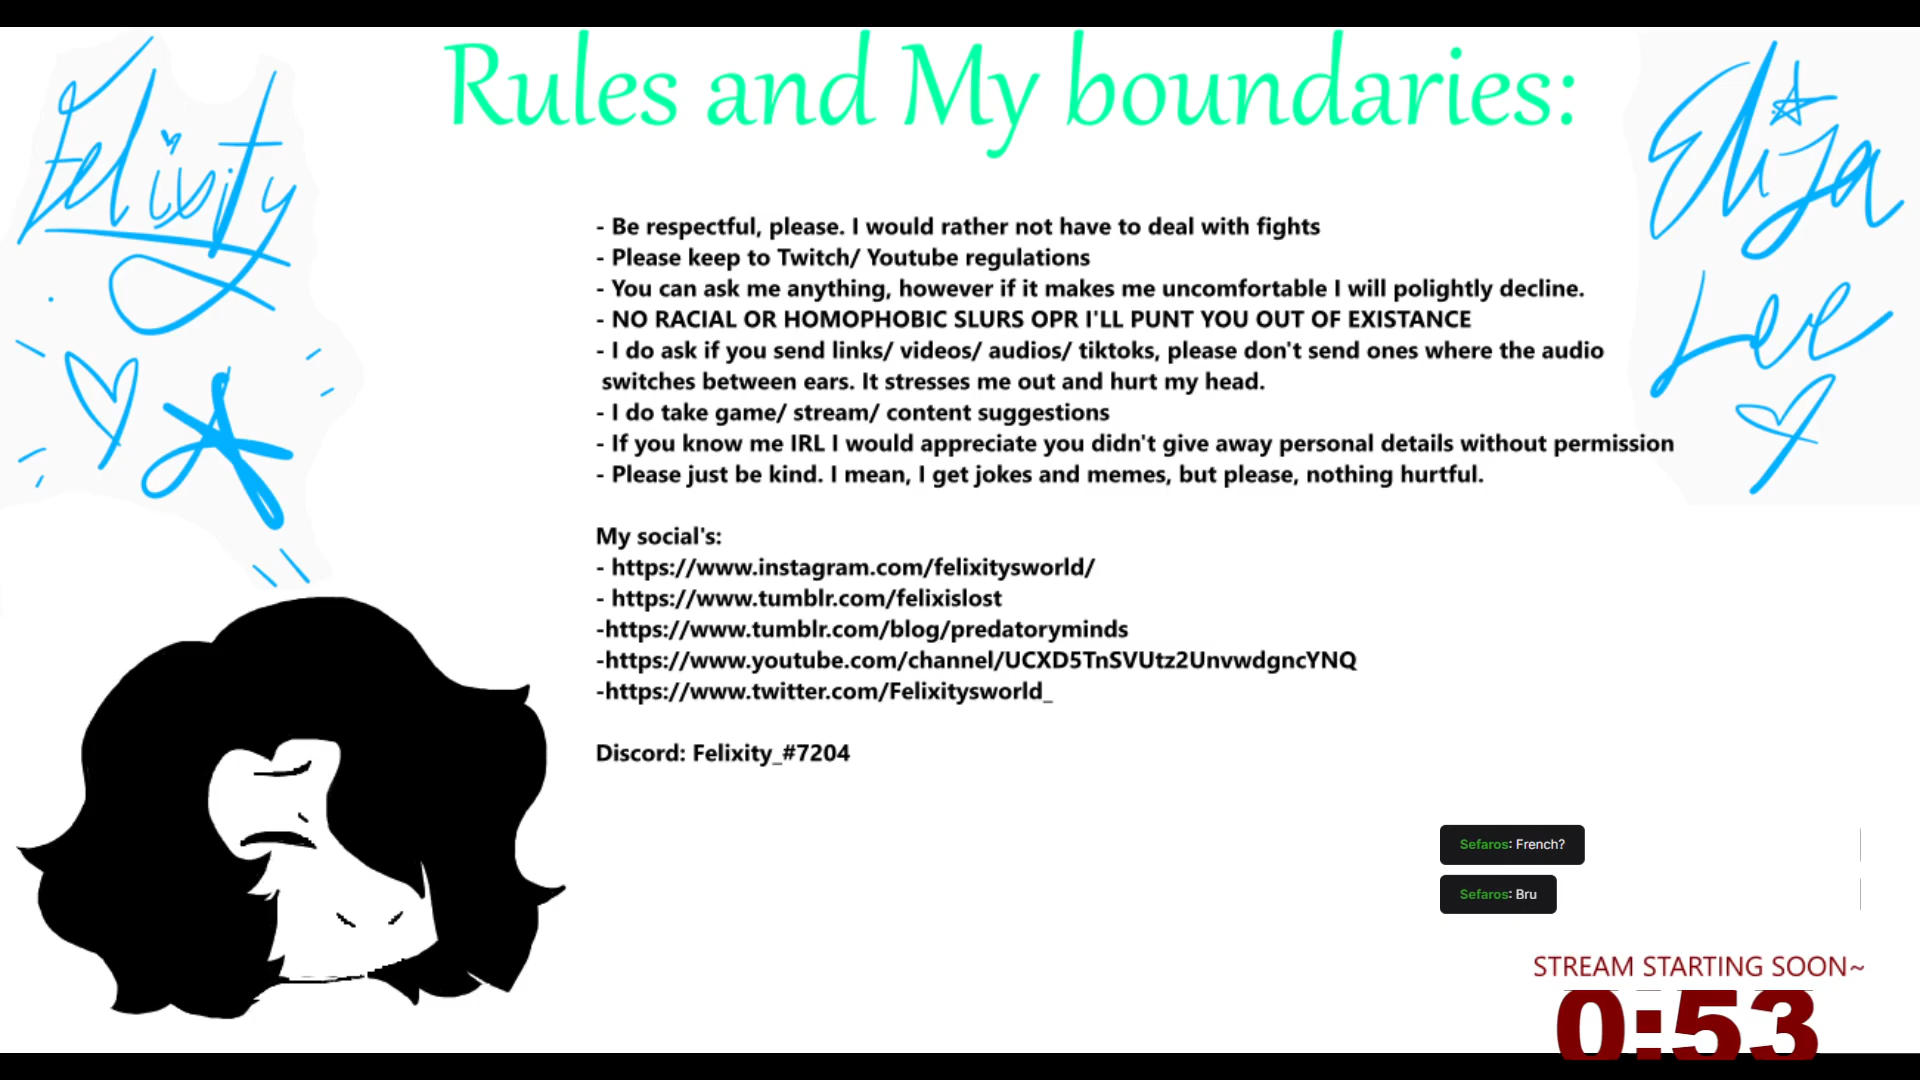 Felixity
Rules and My boundaries:
Eliza
Lee
- Be respectful, please. I would rather not have to deal with fights
- Please keep to Twitch/ Youtube regulations
- You can ask me anything, however if it makes me uncomfortable I will polightly decline.
- NO RACIAL OR HOMOPHOBIC SLURS OPR I'LL PUNT YOU OUT OF EXISTANCE
- I do ask if you send links/ videos/ audios/ tiktoks, please don't send ones where the audio
switches between ears. It stresses me out and hurt my head.
- I do take game/ stream/ content suggestions
- If you know me IRL I would appreciate you didn't give away personal details without permission
- Please just be kind. I mean, I get jokes and memes, but please, nothing hurtful.
My social's:
- https://www.instagram.com/felixitysworld/
- https://www.tumblr.com/felixislost
-https://www.tumblr.com/blog/predatoryminds
-https://www.youtube.com/channel/UCXD5TnSVUtz2UnvwdgncYNQ
-https://www.twitter.com/Felixitysworld_
Discord: Felixity_#7204
Sefaros: French?
Sefaros: Bru
STREAM STARTING SOON~
0:53